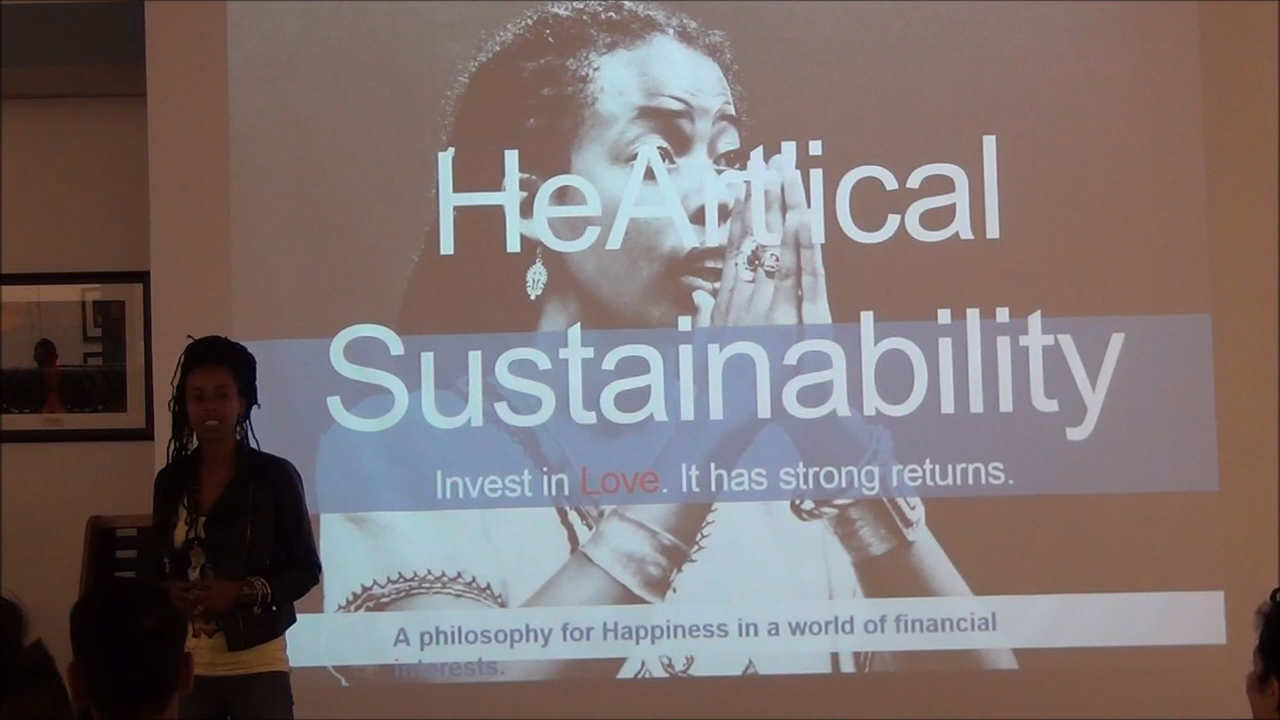 HeArtical
Sustainability
Invest in Love. It has strong returns.
A philosophy for Happiness in a world of financial
interests.